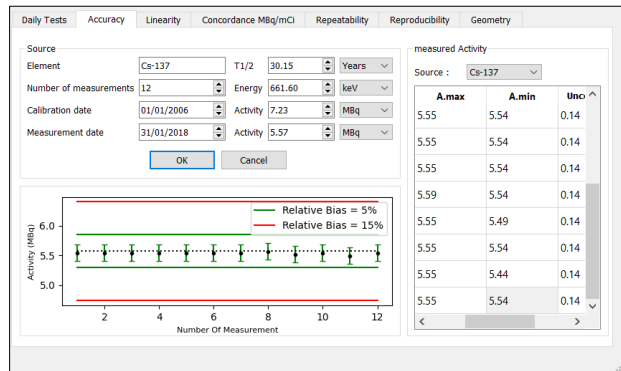 Daily Tests Accuracy Linearity Concordance MBq/mCi Repeatability Reproducibility Geometry
Source
Element Cs-137 T1/2 30.15 Years
Number of measurements 12 Energy 661.60 keV
Calibration date 01/01/2006 Activity 7.23 MBq
Measurement date 31/01/2018 Activity 5.57 MBq
OK Cancel
Relative Bias = 5%
Relative Bias = 15%
Activity (MBq)
6.0
5.5
5.0
2 4 6 8 10 12
Number Of Measurement
measured Activity
Source : Cs-137
A.max A.min Unc
5.55 5.54 0.14
5.55 5.54 0.14
5.55 5.54 0.14
5.59 5.54 0.14
5.55 5.49 0.14
5.55 5.54 0.14
5.55 5.44 0.14
5.55 5.54 0.14